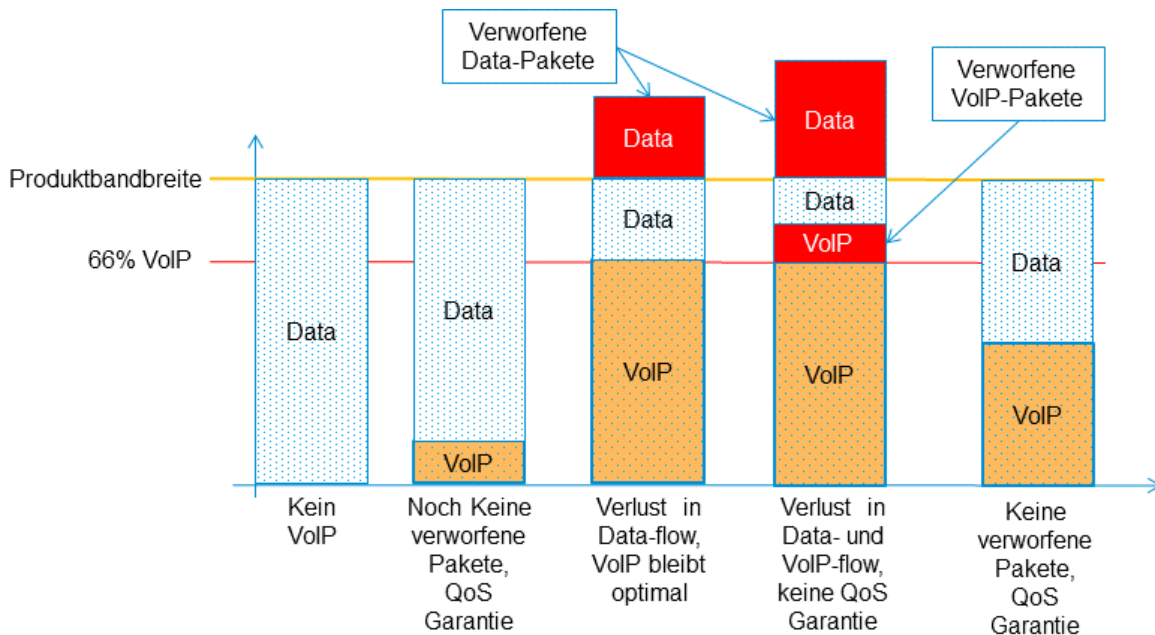 Verworfene
Data-Pakete
Verworfene
VoIP-Pakete
Data
Data
Produktbandbreite
Data
Data
VoIP
66% VoIP
Data
Data
Data
VoIP
VoIP
VoIP
VoIP
Kein
VoIP
Noch Keine
verworfene
Pakete,
QoS
Garantie
Verlust in
Data-flow,
VoIP bleibt
optimal
Verlust in
Data- und
VoIP-flow,
keine QoS
Garantie
Keine
verworfene
Pakete,
QoS
Garantie